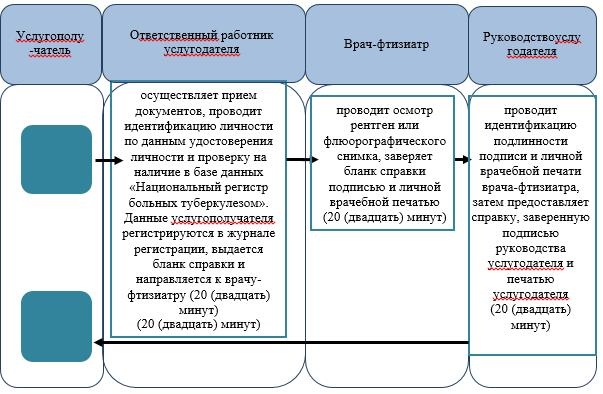 Услугополу
-чатель
Ответственный работник
услугодателя
Врач-фтизиатр
Руководствоуслу
годателя
осуществляет прием
документов, проводит
идентификацию личности
по данным удостоверения
личности и проверку на
наличие в базе данных
«Национальный регистр
больных туберкулезом».
Данные услугополучателя
регистрируются в журнале
регистрации, выдается
бланк справки и
направляется к врачу-
фтизиатру (20 (двадцать)
минут)
(20 (двадцать) минут)
проводит осмотр
рентген или
флюорографического
снимка, заверяет
бланк справки
подписью и личной
врачебной печатью
(20 (двадцать) минут)
проводит
идентификацию
подлинности
подписи и личной
врачебной печати
врача-фтизиатра,
затем предоставляет
справку, заверенную
подписью
руководства
услугодателя и
печатью
услугодателя
(20 (двадцать)
минут)